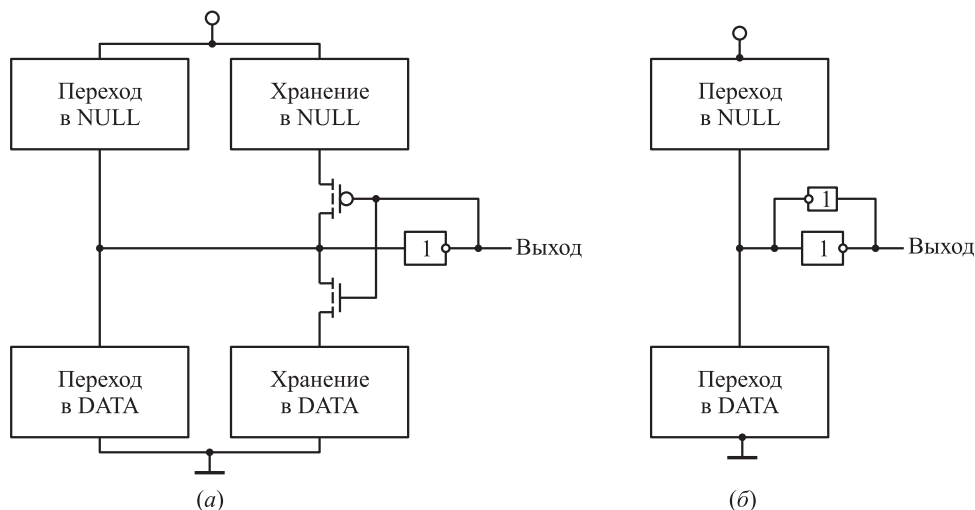 Переход
в NULL
Хранение
в NULL
1
Выход
Переход
в DATA
Хранение
в DATA
(а)
Переход
в NULL
1
1
Выход
Переход
в DATA
(б)